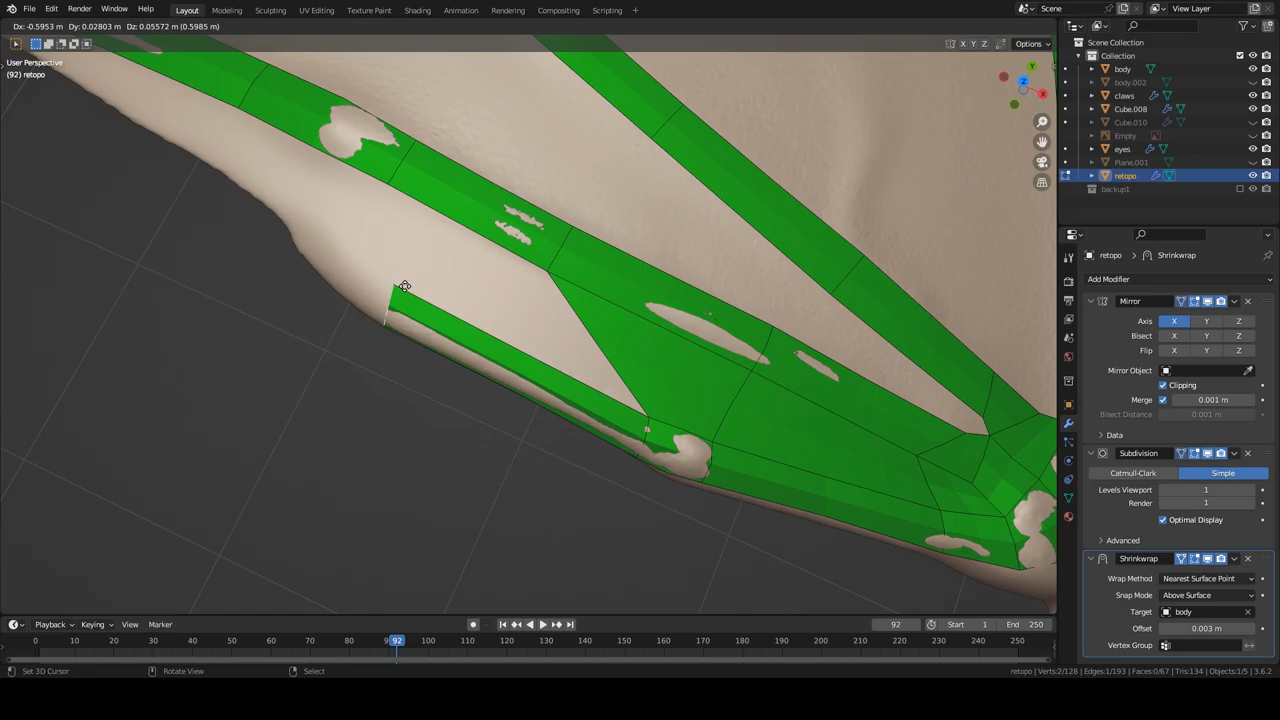 File Edit Render Window Help Layout Modeling Sculpting UV Editing Texture Paint Shading Animation Rendering Compositing Scripting + Scene View Layer
Dx: -0.5953 m Dy: 0.02803 m Dz: 0.05572 m (0.5985 m)
X Y Z Options
User Perspective
(92) retopo
Y
Z
X
Scene Collection
Collection
body
body.002
claws
Cube.008
Cube.010
Empty
eyes
Plane.001
retopo
backup1
retopo > Shrinkwrap
Add Modifier
Mirror
Axis X Y Z
Bisect X Y Z
Flip X Y Z
Mirror Object
Clipping
Merge 0.001 m
Bisect Distance 0.001 m
Data
Subdivision
Catmull-Clark Simple
Levels Viewport 1
Render 1
Optimal Display
Advanced
Shrinkwrap
Wrap Method Nearest Surface Point
Snap Mode Above Surface
Target body
Offset 0.003 m
Vertex Group
Playback Keying View Marker 92 Start 1 End 250
0 10 20 30 40 50 60 70 80 9 92 100 110 120 130 140 150 160 170 180 190 200 210 220 230 240 250
Set 3D Cursor Rotate View Select retopo | Verts:2/128 | Edges:1/193 | Faces:0/67 | Tris:134 | Objects:1/5 | 3.6.2